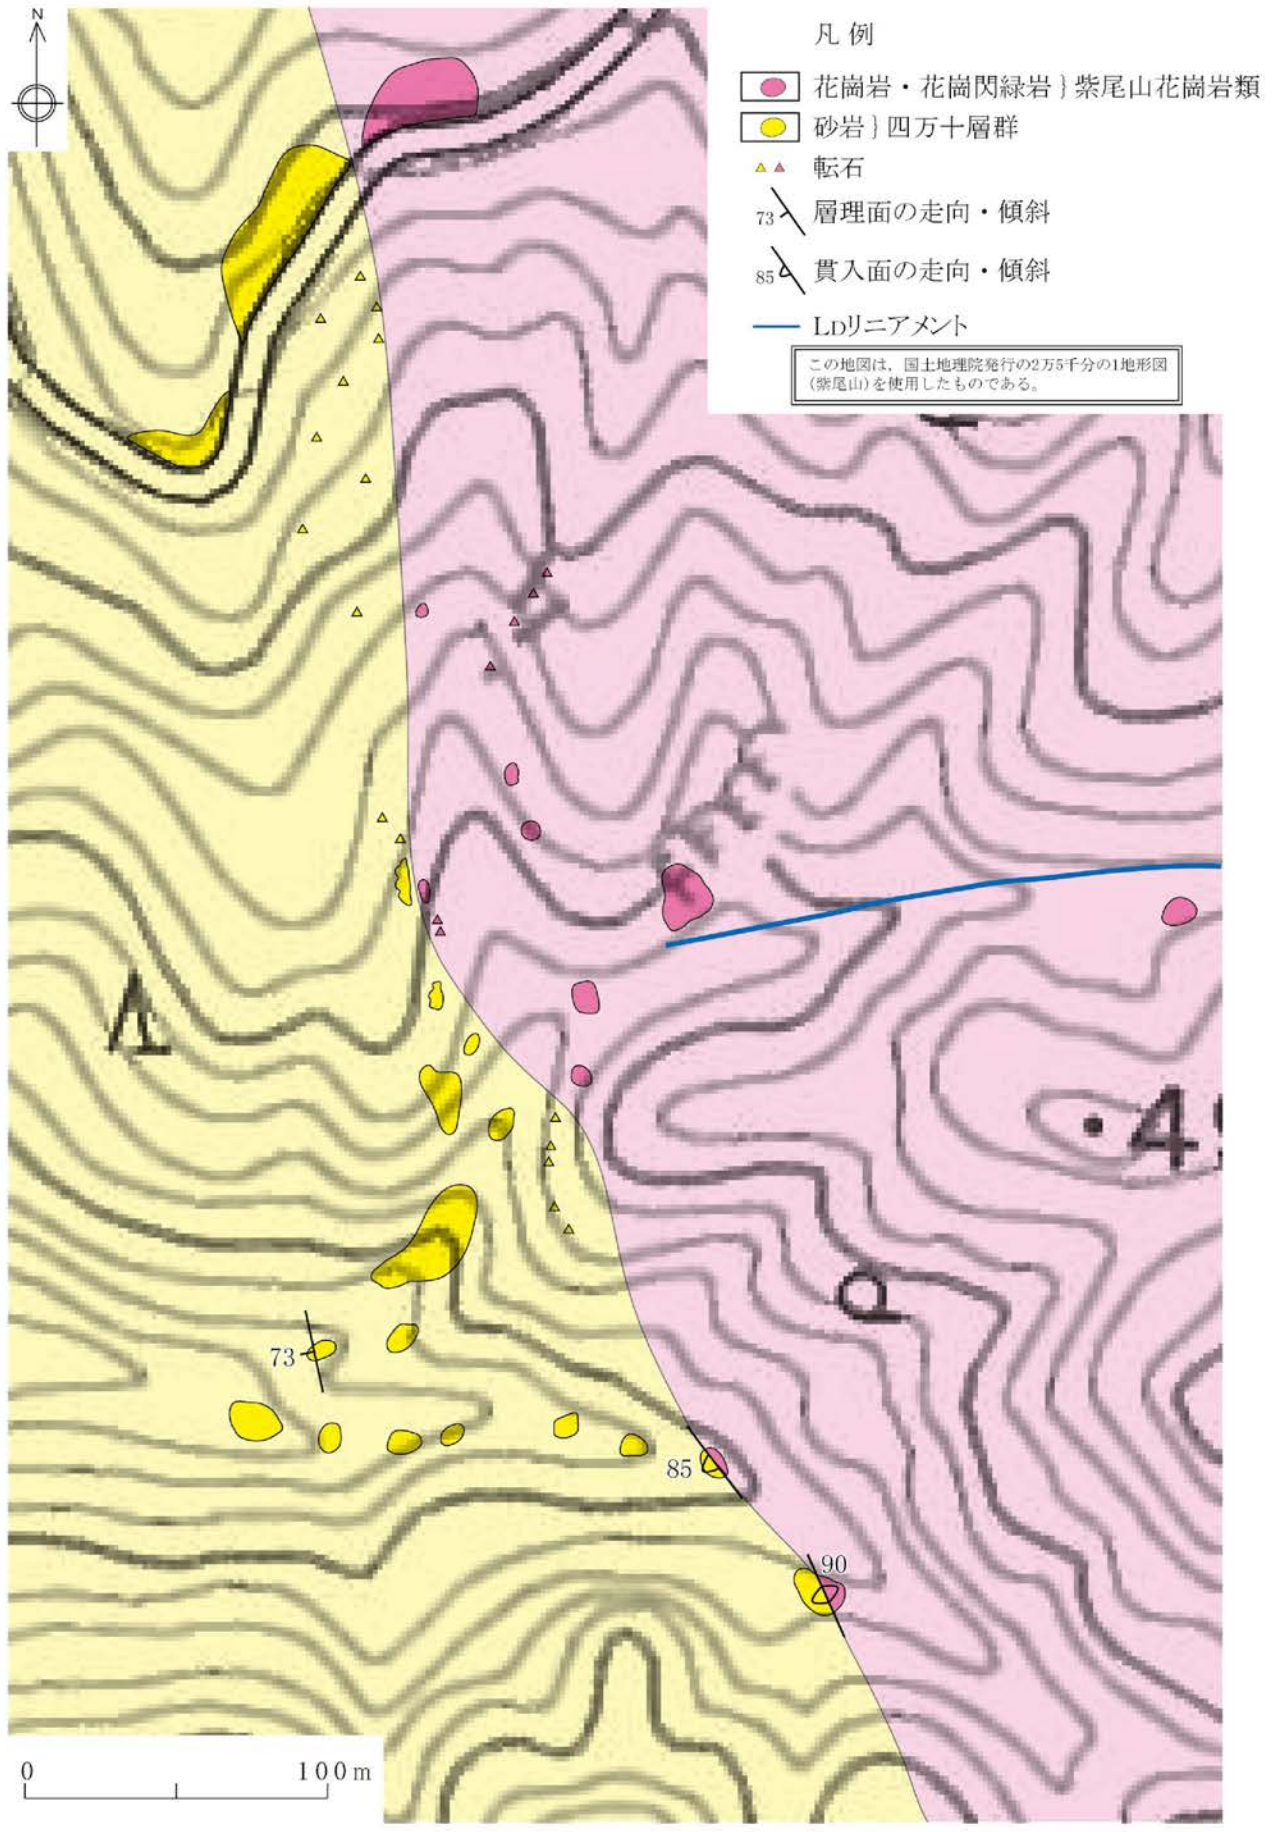 N
凡 例
花崗岩・花崗閃緑岩}紫尾山花崗岩類
砂岩}四万十層群
転石
73 層理面の走向・傾斜
85 貫入面の走向・傾斜
LDリニアメント
この地図は、国土地理院発行の2万5千分の1地形図
(紫尾山)を使用したものである。
73
85
90
0 100m